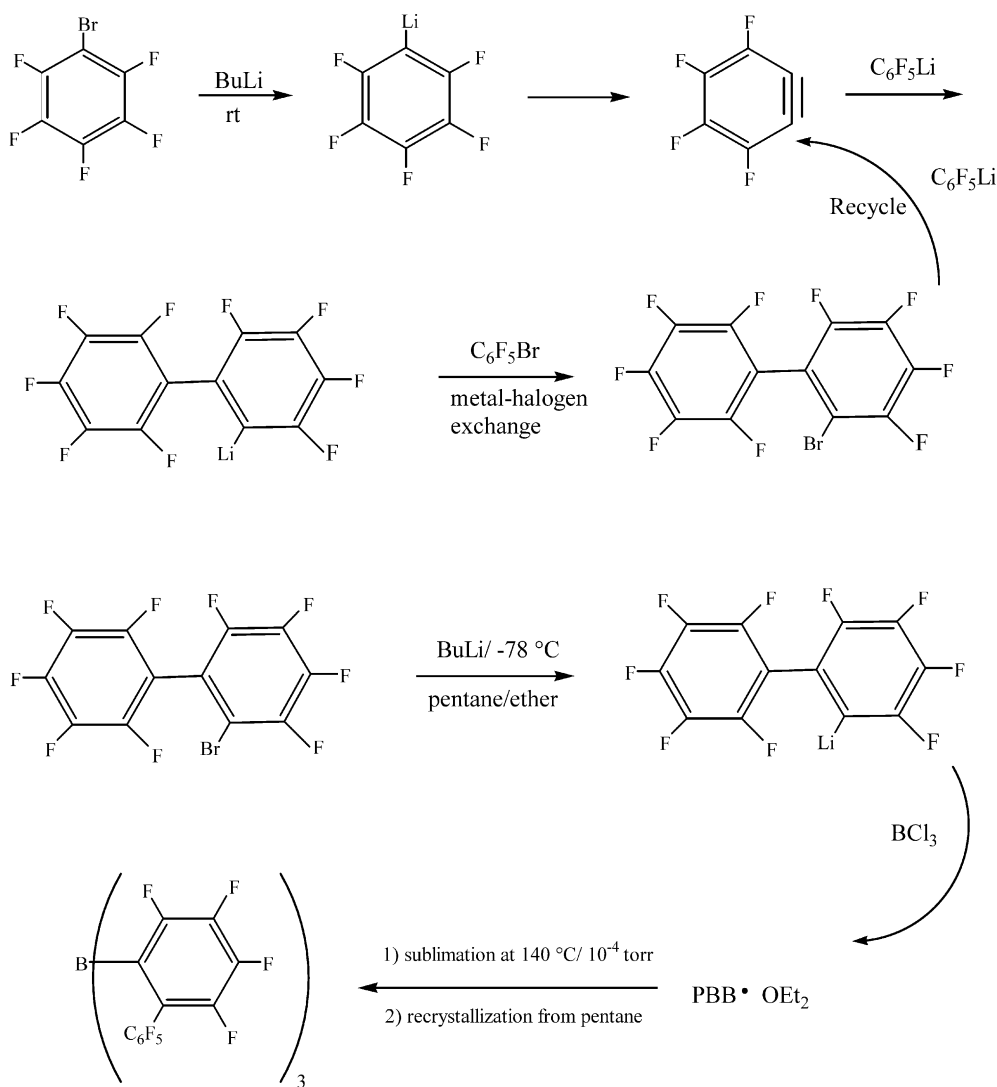 Br
F
F
F
F
F
BuLi
rt
Li
F
F
F
F
F
F
F
F
F
C6F5Li
C6F5Li
Recycle
F
F
F
F
F
F
F
F
F
Li
C6F5Br
metal-halogen
exchange
F
F
F
F
F
F
F
F
F
Br
F
F
F
F
F
F
F
F
F
Br
BuLi/ -78 °C
pentane/ether
F
F
F
F
F
F
F
F
F
Li
BCl3
PBB• OEt2
1) sublimation at 140 °C/ 10-4 torr
2) recrystallization from pentane
F
F
B
F
C6F5
F
3